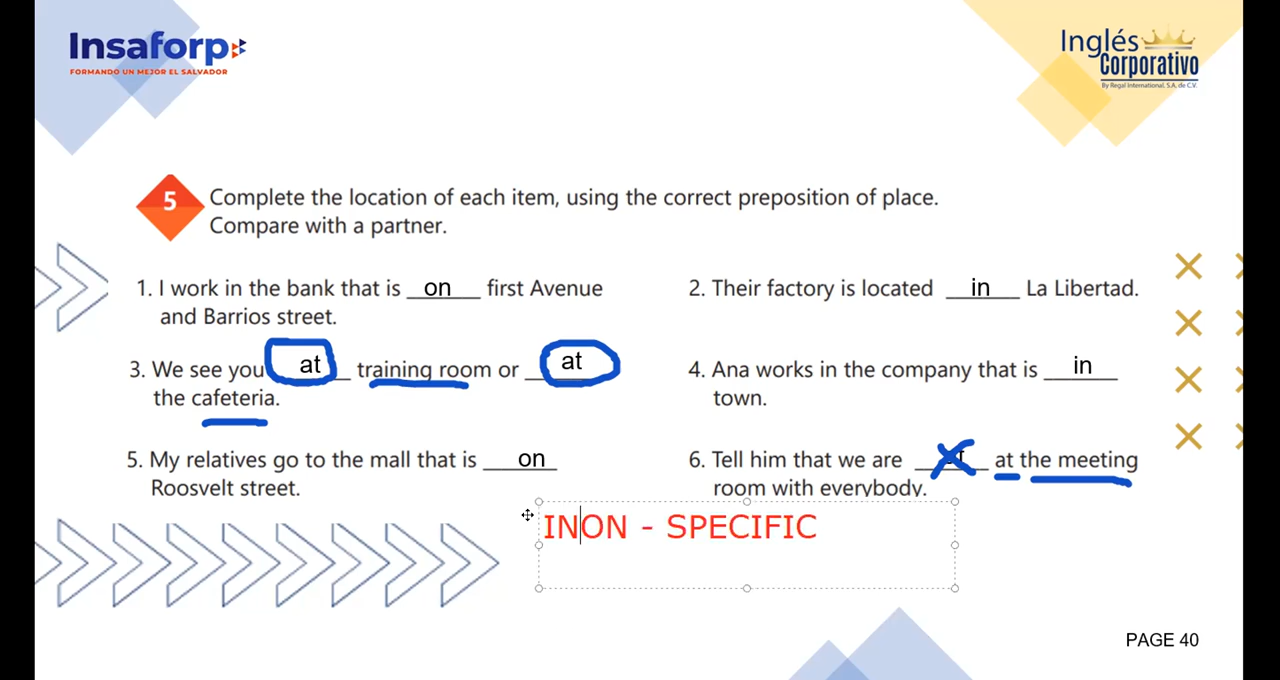 Insaforp
FORMANDO UN MEJOR EL SALVADOR
Inglés
Corporativo
By Regal International, S.A. de C.V.
5
Complete the location of each item, using the correct preposition of place.
Compare with a partner.
1. I work in the bank that is on first Avenue
and Barrios street.
2. Their factory is located in La Libertad.
3. We see you at training room or at
the cafeteria.
4. Ana works in the company that is in
town.
5. My relatives go to the mall that is on
Roosvelt street.
6. Tell him that we are at the meeting
room with everybody.
INON - SPECIFIC
PAGE 40